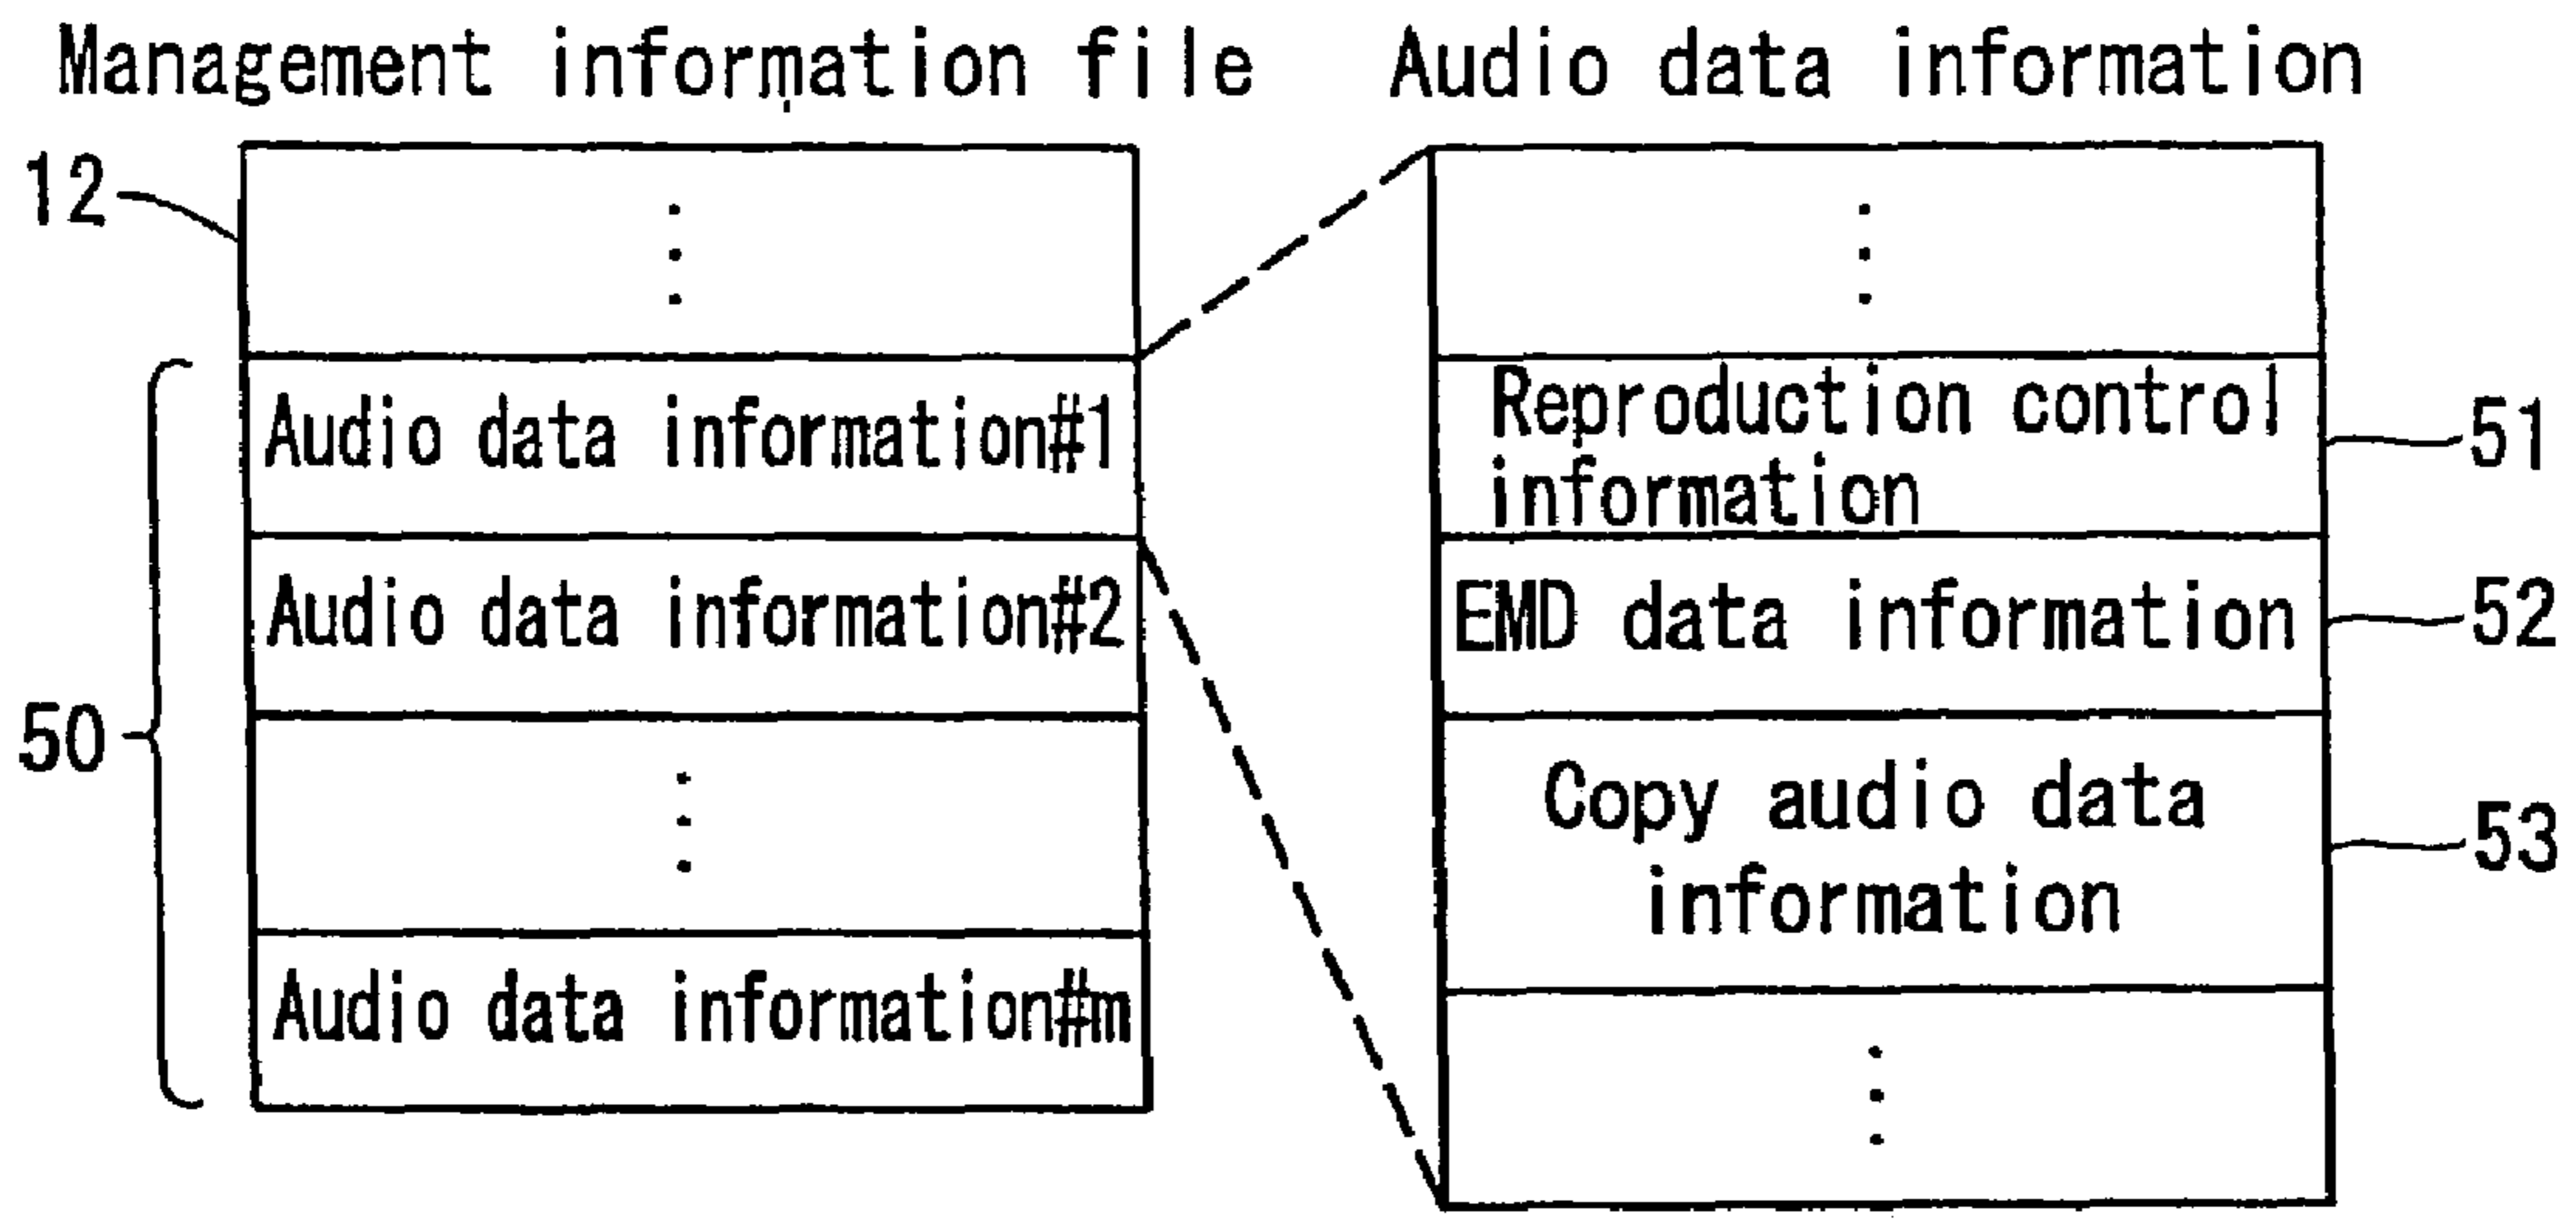 Management information file
Audio data information
12
Audio data information#1
Audio data information#2
50
Audio data information#m
Reproduction control
information
51
EMD data information
52
Copy audio data
information
53